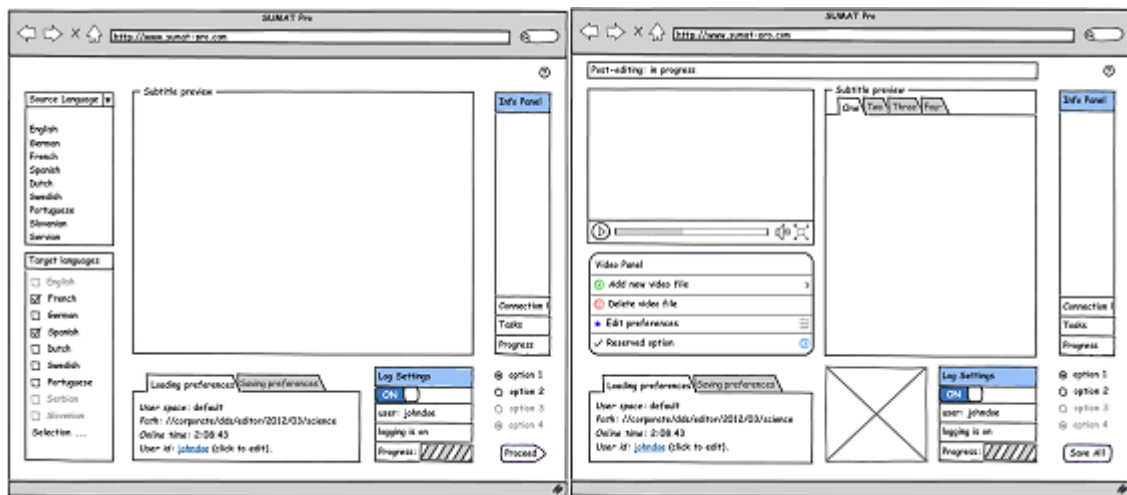 SUMAT Pro
http://www.sumat-pro.com
Source Language
English
German
French
Spanish
Dutch
Swedish
Portuguese
Slovenian
Servian
Target languages
English
French
German
Spanish
Dutch
Swedish
Portuguese
Serbian
Slovenian
Selection ...
Subtitle preview
Info Panel
Connection
Tasks
Progress
Loading preferences
Saving preferences
User space: default
Path: //corporate/dds/editor/2012/03/science
Online time: 2:08:43
User id: johndoe (click to edit).
Log Settings
ON
user: johndoe
logging is on
Progress:
option 1
option 2
option 3
option 4
Proceed
SUMAT Pro
http://www.sumat-pro.com
Post-editing: in progress
Video Panel
Add new video file
Delete video file
Edit preferences
Reserved option
Subtitle preview
One
Two
Three
Four
Info Panel
Connection
Tasks
Progress
Loading preferences
Saving preferences
User space: default
Path: //corporate/dds/editor/2012/03/science
Online time: 2:08:43
User id: johndoe (click to edit).
Log Settings
ON
user: johndoe
logging is on
Progress:
option 1
option 2
option 3
option 4
Save All